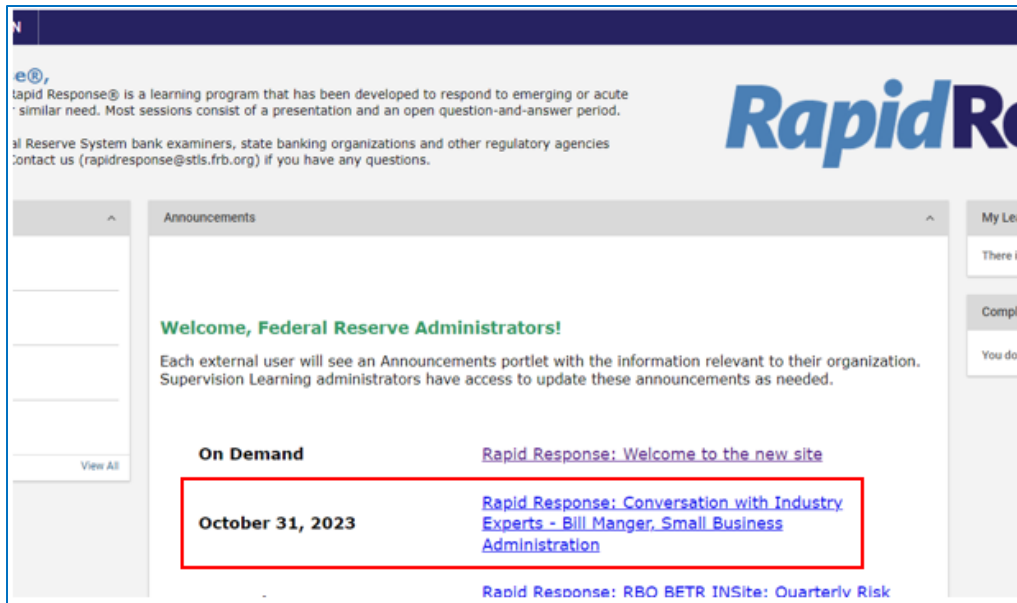 N
e®,
Rapid Response® is a learning program that has been developed to respond to emerging or acute
similar need. Most sessions consist of a presentation and an open question-and-answer period.
al Reserve System bank examiners, state banking organizations and other regulatory agencies
Contact us (rapidresponse@stls.frb.org) if you have any questions.
RapidRe
Announcements
My Lea
There i
Welcome, Federal Reserve Administrators!
Compl
Each external user will see an Announcements portlet with the information relevant to their organization.
You do
Supervision Learning administrators have access to update these announcements as needed.
On Demand
Rapid Response: Welcome to the new site
View All
October 31, 2023
Rapid Response: Conversation with Industry
Experts - Bill Manger, Small Business
Administration
Rapid Response: RBO BETR INSite: Quarterly Risk